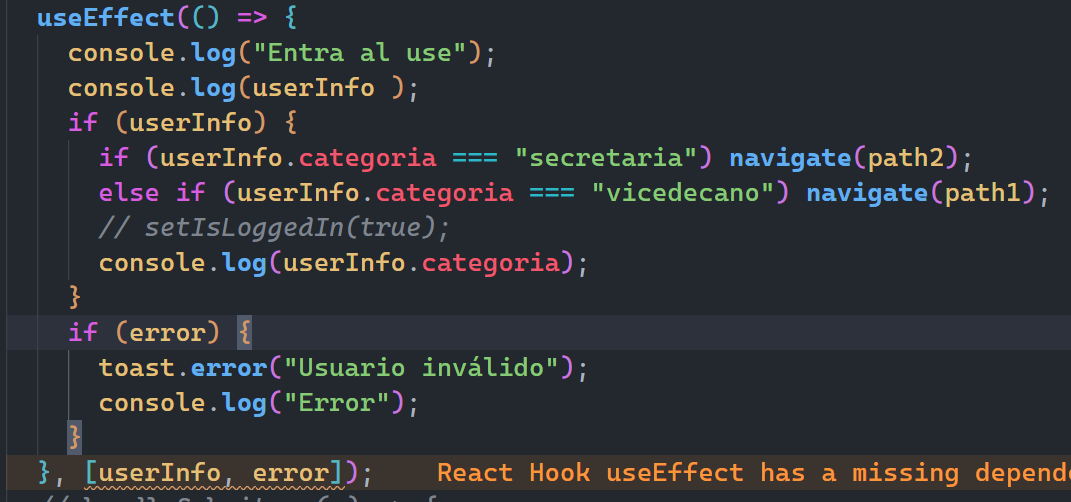 useEffect(() => {
console.log("Entra al use");
console.log(userInfo );
if (userInfo) {
if (userInfo.categoria === "secretaria") navigate(path2);
else if (userInfo.categoria === "vicedecano") navigate(path1);
// setIsLoggedIn(true);
console.log(userInfo.categoria);
}
if (error) {
toast.error("Usuario inválido");
console.log("Error");
}
}, [userInfo, error]); React Hook useEffect has a missing depende